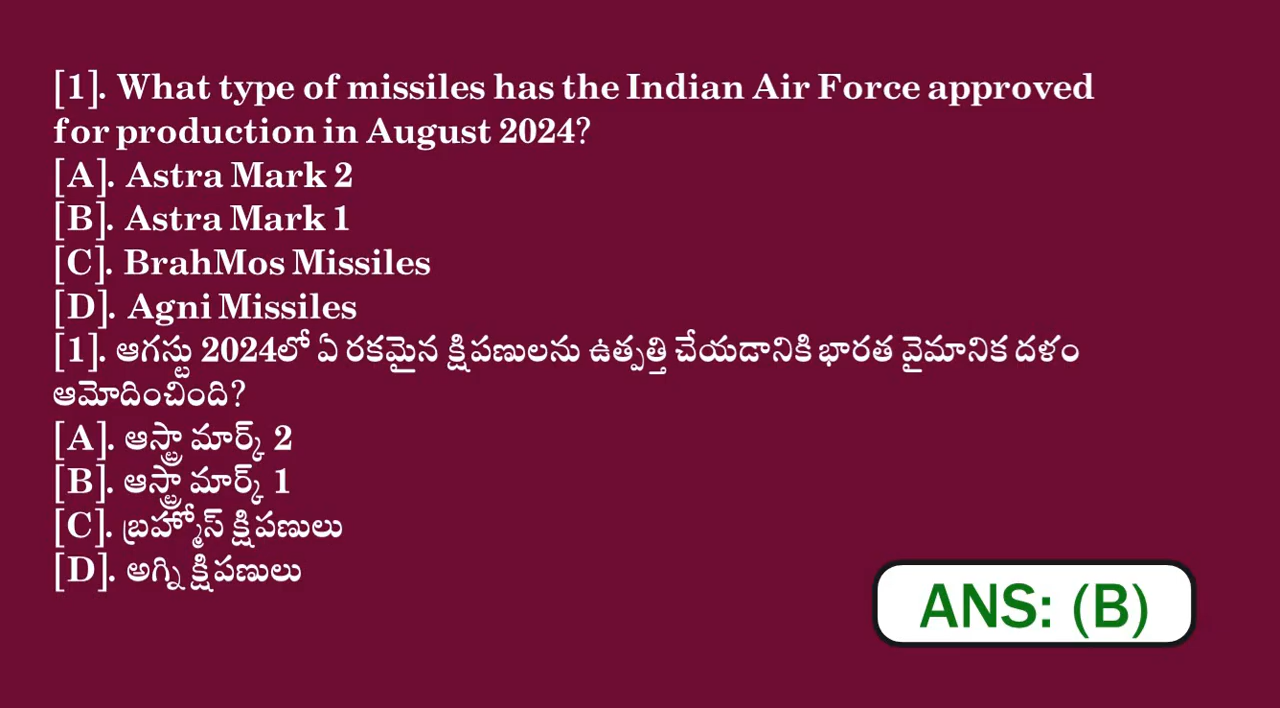 [1]. What type of missiles has the Indian Air Force approved
for production in August 2024?
[A]. Astra Mark 2
[B]. Astra Mark 1
[C]. BrahMos Missiles
[D]. Agni Missiles
[1]. ఆగస్టు 2024లో ఏ రకమైన క్షిపణులను ఉత్పత్తి చేయడానికి భారత వైమానిక దళం
ఆమోదించింది?
[A]. ఆస్ట్రా మార్క్ 2
[B]. ఆస్ట్రా మార్క్ 1
[C]. బ్రహ్మోస్ క్షిపణులు
[D]. అగ్ని క్షిపణులు
ANS: (B)